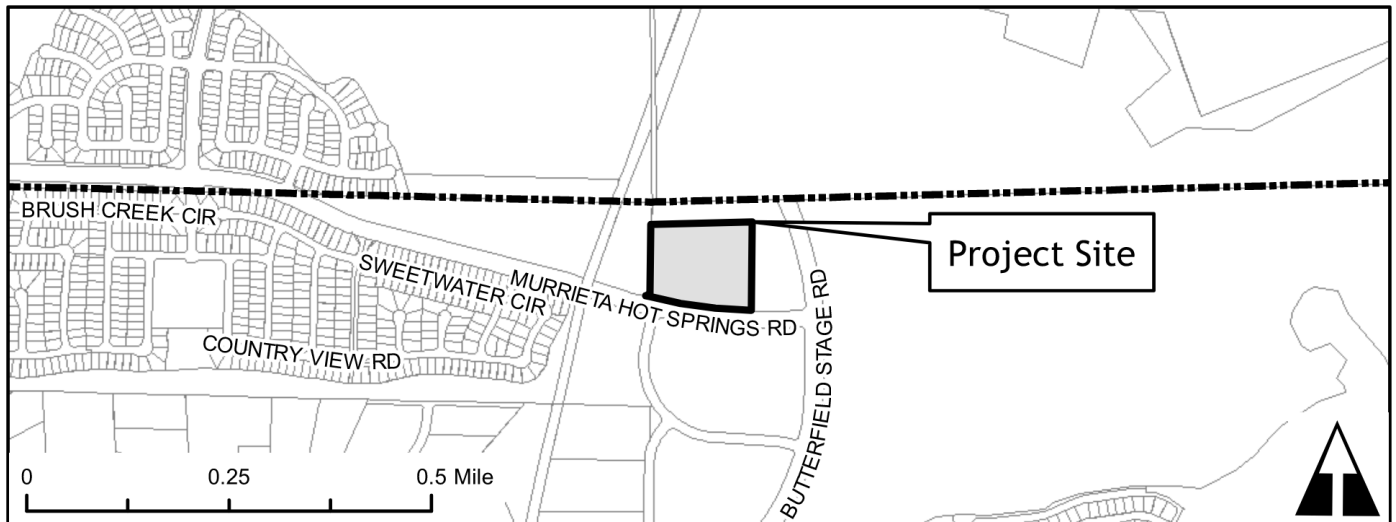 BRUSH CREEK CIR
SWEETWATER CIR
MURRIETA HOT SPRINGS RD
Project Site
COUNTRY VIEW RD
BUTTERFIELD STAGE RD
0 0.25 0.5 Mile